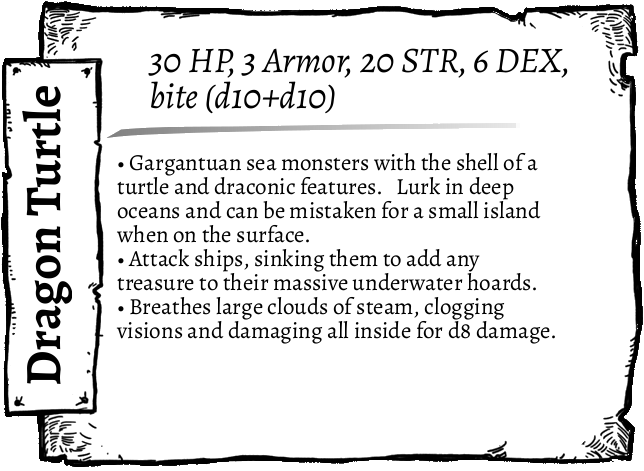 Dragon Turtle
30 HP, 3 Armor, 20 STR, 6 DEX,
bite (d10+d10)
• Gargantuan sea monsters with the shell of a
turtle and draconic features.   Lurk in deep
oceans and can be mistaken for a small island
when on the surface.
• Attack ships, sinking them to add any
treasure to their massive underwater hoards.
• Breathes large clouds of steam, clogging
visions and damaging all inside for d8 damage.